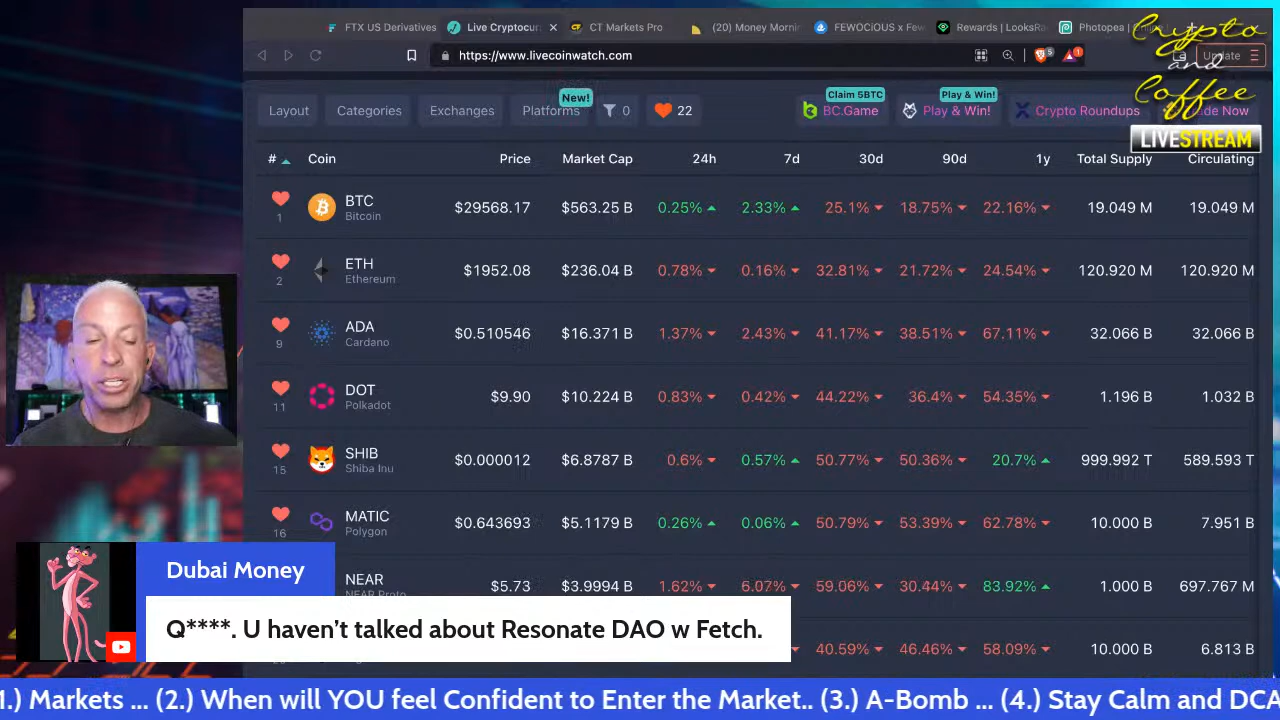 FTX US Derivatives
Live Cryptocur
CT Markets Pro
(20) Money Mornin
FEWOCiOUS x Few
Rewards | LooksRa
Photopea |
Crypto
and
Coffee
LIVESTREAM
https://www.livecoinwatch.com
5
1
Update
Layout
Categories
Exchanges
Platforms
New!
0
22
Claim 5BTC
BC.Game
Play & Win!
Play & Win!
Crypto Roundups
ade Now
# Coin Price Market Cap 24h 7d 30d 90d 1y Total Supply Circulating
1 BTC $29568.17 $563.25 B 0.25% 2.33% 25.1% 18.75% 22.16% 19.049 M 19.049 M
Bitcoin
2 ETH $1952.08 $236.04 B 0.78% 0.16% 32.81% 21.72% 24.54% 120.920 M 120.920 M
Ethereum
9 ADA $0.510546 $16.371 B 1.37% 2.43% 41.17% 38.51% 67.11% 32.066 B 32.066 B
Cardano
11 DOT $9.90 $10.224 B 0.83% 0.42% 44.22% 36.4% 54.35% 1.196 B 1.032 B
Polkadot
15 SHIB $0.000012 $6.8787 B 0.6% 0.57% 50.77% 50.36% 20.7% 999.992 T 589.593 T
Shiba Inu
16 MATIC $0.643693 $5.1179 B 0.26% 0.06% 50.79% 53.39% 62.78% 10.000 B 7.951 B
Polygon
NEAR $5.73 $3.9994 B 1.62% 6.07% 59.06% 30.44% 83.92% 1.000 B 697.767 M
40.59% 46.46% 58.09% 10.000 B 6.813 B
Dubai Money
Q****. U haven't talked about Resonate DAO w Fetch.
1.) Markets ... (2.) When will YOU feel Confident to Enter the Market.. (3.) A-Bomb ... (4.) Stay Calm and DCA